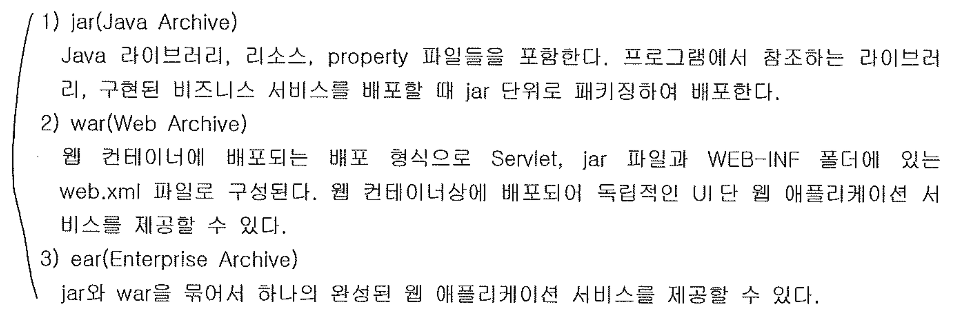 1) jar(Java Archive)
Java 라이브러리, 리소스, property 파일들을 포함한다. 프로그램에서 참조하는 라이브러
리, 구현된 비즈니스 서비스를 배포할 때 jar 단위로 패키징하여 배포한다.
2) war(Web Archive)
웹 컨테이너에 배포되는 배포 형식으로 Servlet, jar 파일과 WEB-INF 폴더에 있는
web.xml 파일로 구성된다. 웹 컨테이너상에 배포되어 독립적인 UI단 웹 애플리케이션 서
비스를 제공할 수 있다.
3) ear(Enterprise Archive)
jar와 war을 묶어서 하나의 완성된 웹 애플리케이션 서비스를 제공할 수 있다.